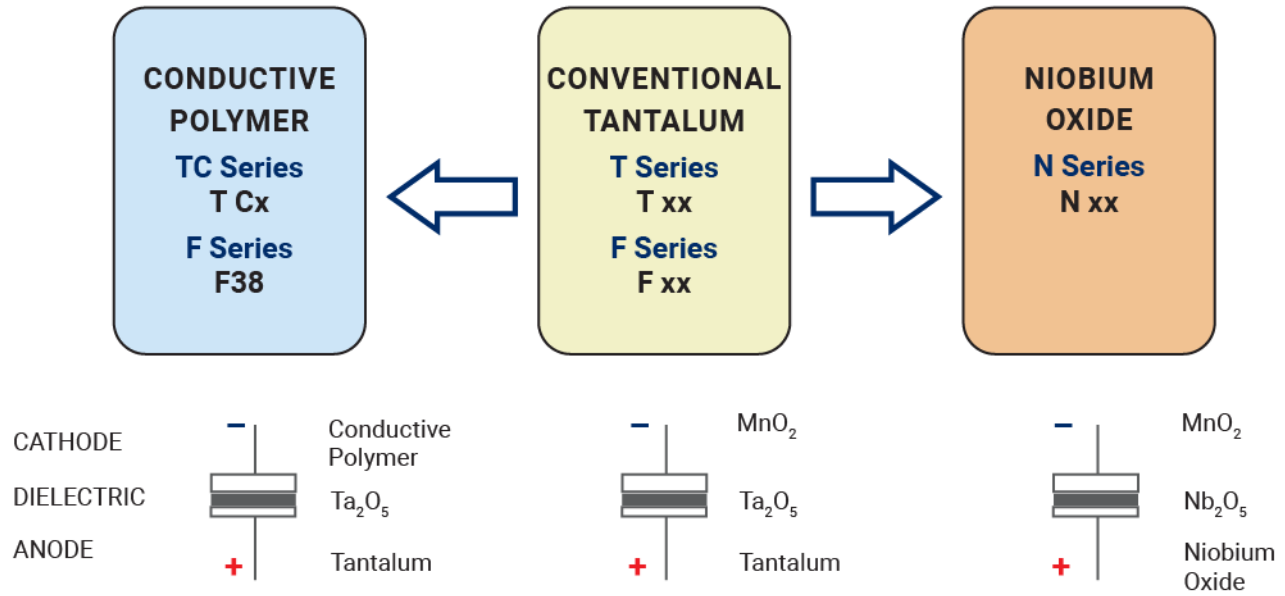 CONDUCTIVE
POLYMER
TC Series
T Cx
F Series
F38
CONVENTIONAL
TANTALUM
T Series
T xx
F Series
F xx
NIOBIUM
OXIDE
N Series
N xx
CATHODE
DIELECTRIC
ANODE
−
Conductive
Polymer
Ta₂O₅
+
Tantalum
−
MnO₂
Ta₂O₅
+
Tantalum
−
MnO₂
Nb₂O₅
+
Niobium
Oxide